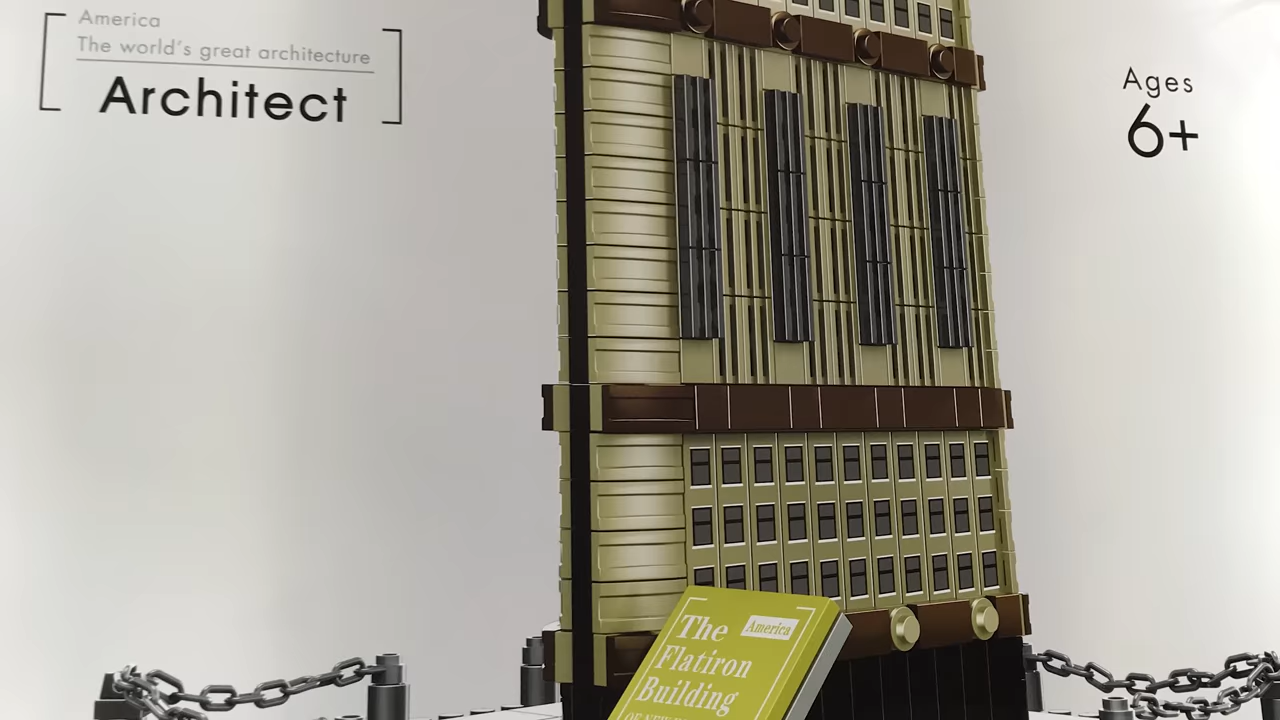 America
The world's great architecture
Architect
Ages
6+
The
America
Flatiron
Building